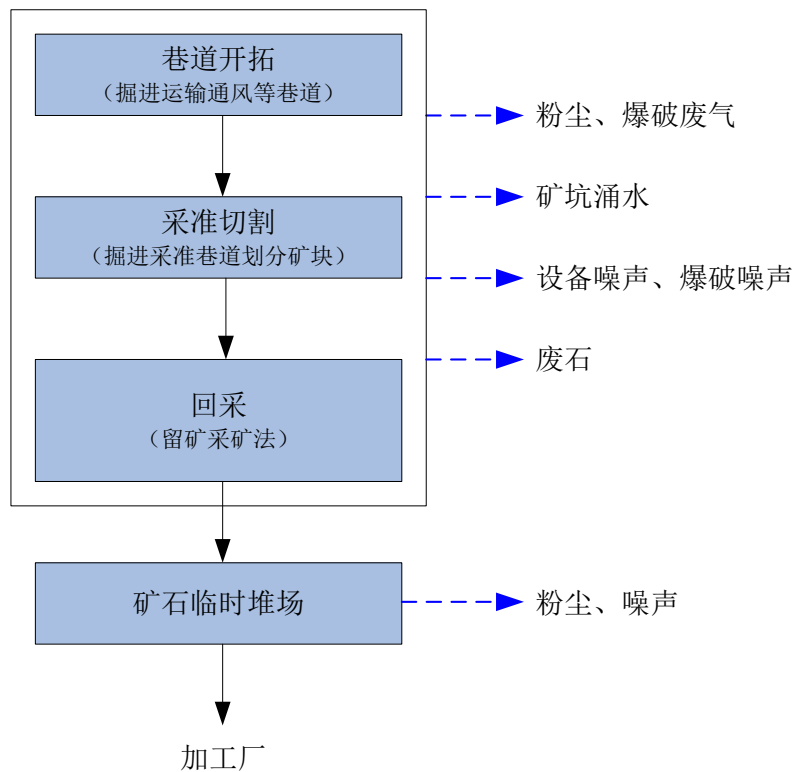 巷道开拓
（掘进运输通风等巷道）
粉尘、爆破废气
矿坑涌水
采准切割
（掘进采准巷道划分矿块）
设备噪声、爆破噪声
废石
回采
（留矿采矿法）
矿石临时堆场
粉尘、噪声
加工厂